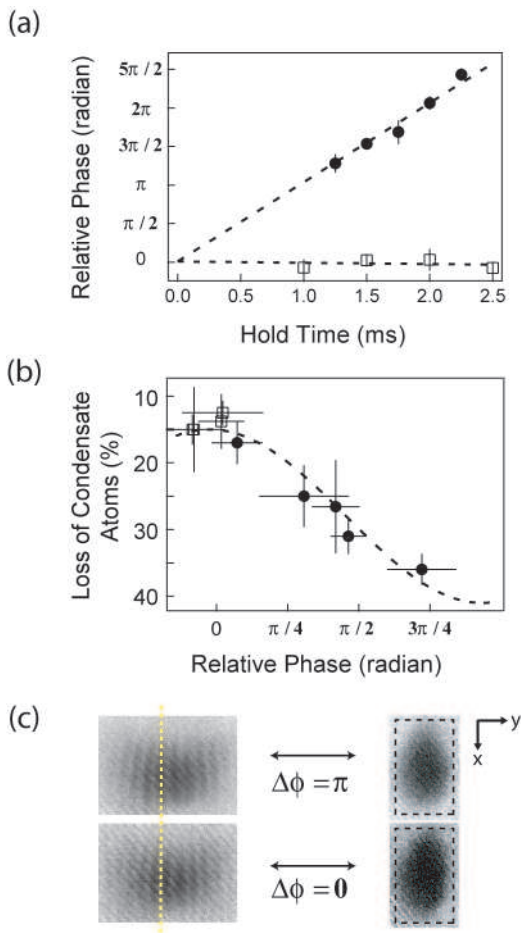 (a)
Relative Phase (radian)
5π / 2
2π
3π / 2
π
π / 2
0
0.0 0.5 1.0 1.5 2.0 2.5
Hold Time (ms)
(b)
Loss of Condensate
Atoms (%)
10
20
30
40
0 π / 4 π / 2 3π / 4
Relative Phase (radian)
(c)
Δϕ = π
Δϕ = 0
y
x